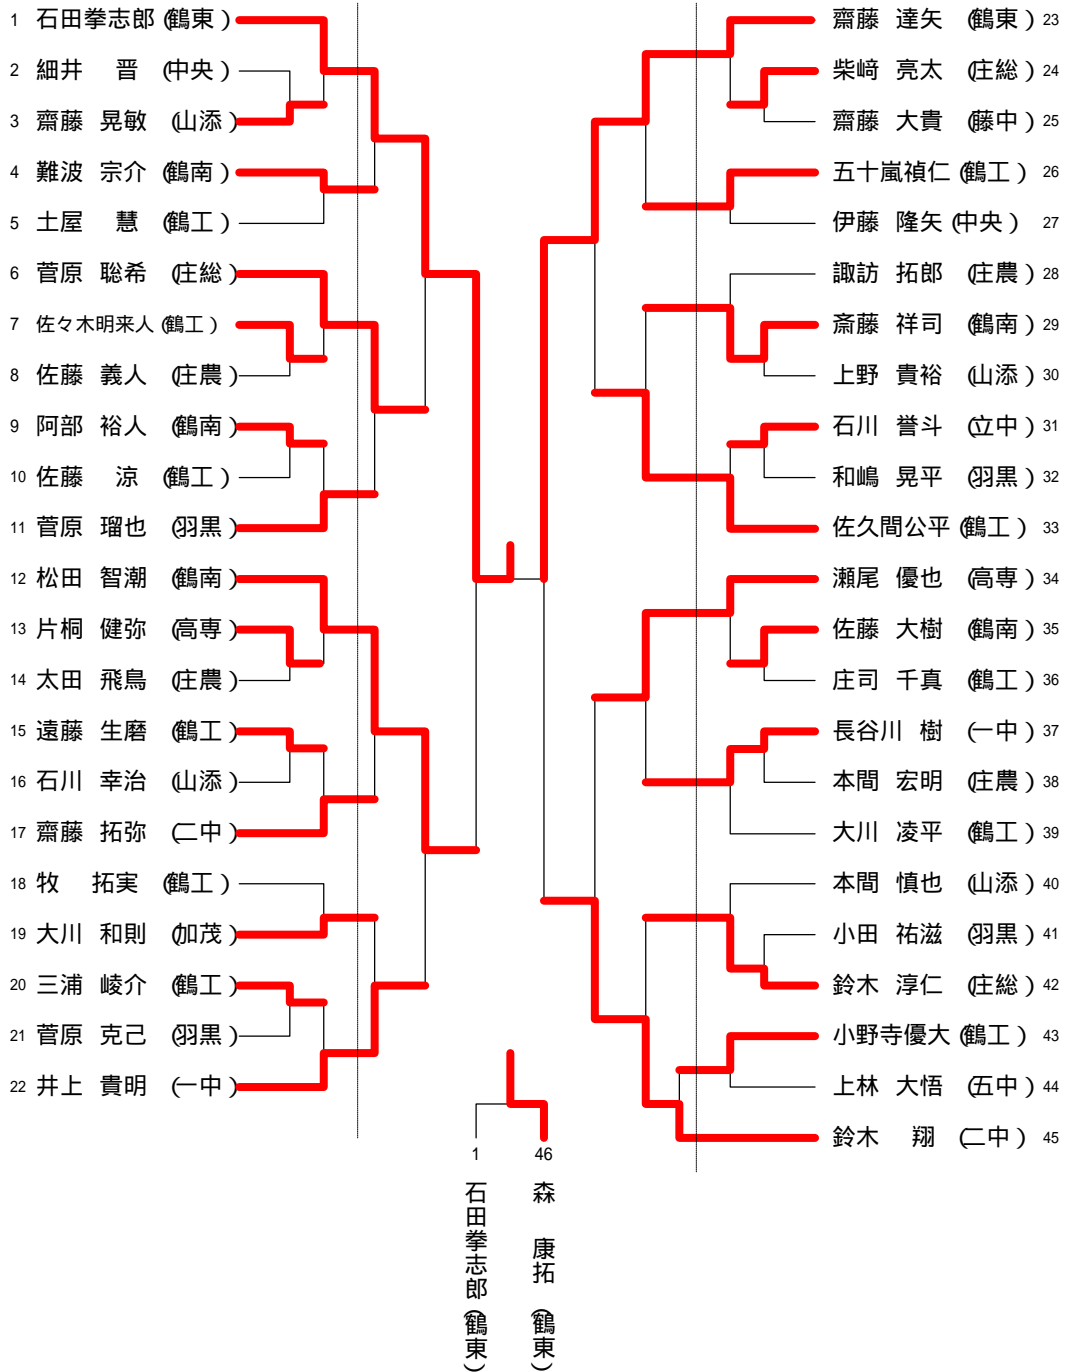 1 石田拳志郎 (鶴東)
2 細井 晋 (中央)
3 齋藤 晃敏 (山添)
4 難波 宗介 (鶴南)
5 土屋 慧 (鶴工)
6 菅原 聡希 (庄総)
7 佐々木明来人 (鶴工)
8 佐藤 義人 (庄農)
9 阿部 裕人 (鶴南)
10 佐藤 涼 (鶴工)
11 菅原 瑠也 (羽黒)
12 松田 智潮 (鶴南)
13 片桐 健弥 (高専)
14 太田 飛鳥 (庄農)
15 遠藤 生磨 (鶴工)
16 石川 幸治 (山添)
17 齋藤 拓弥 (二中)
18 牧 拓実 (鶴工)
19 大川 和則 (加茂)
20 三浦 崚介 (鶴工)
21 菅原 克己 (羽黒)
22 井上 貴明 (一中)
齋藤 達矢 (鶴東) 23
柴﨑 亮太 (庄総) 24
齋藤 大貴 (藤中) 25
五十嵐禎仁 (鶴工) 26
伊藤 隆矢 (中央) 27
諏訪 拓郎 (庄農) 28
斎藤 祥司 (鶴南) 29
上野 貴裕 (山添) 30
石川 誉斗 (立中) 31
和嶋 晃平 (羽黒) 32
佐久間公平 (鶴工) 33
瀬尾 優也 (高専) 34
佐藤 大樹 (鶴南) 35
庄司 千真 (鶴工) 36
長谷川 樹 (一中) 37
本間 宏明 (庄農) 38
大川 凌平 (鶴工) 39
本間 慎也 (山添) 40
小田 祐滋 (羽黒) 41
鈴木 淳仁 (庄総) 42
小野寺優大 (鶴工) 43
上林 大悟 (五中) 44
鈴木 翔 (二中) 45
1 石田拳志郎 (鶴東)
46 森 康拓 (鶴東)